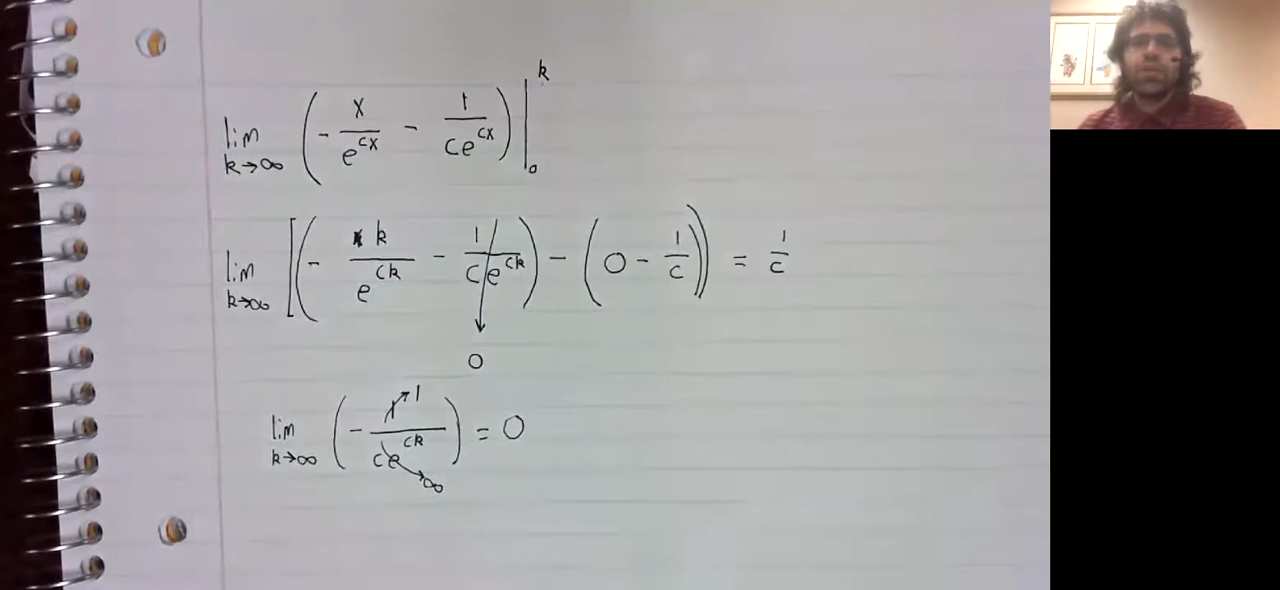 lim k→∞ (- x/e^{cx} - 1/ce^{cx}) |_0^k
lim k→∞ [(- k/e^{ck} - 1/ce^{ck}) - (0 - 1/c)) = 1/c
0
lim k→∞ (- 1→1/ce^{ck}→∞) = 0